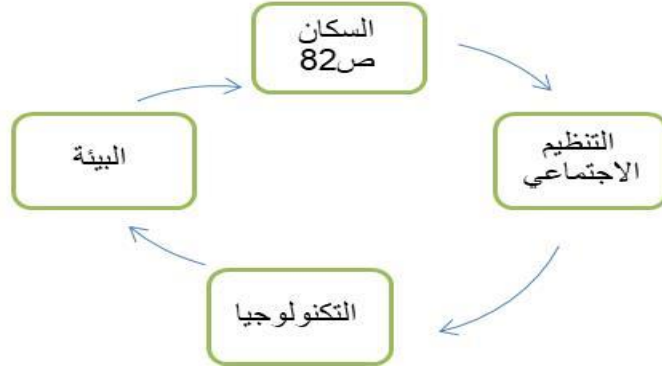 السكان
ص82
التنظيم
الاجتماعي
البيئة
التكنولوجيا